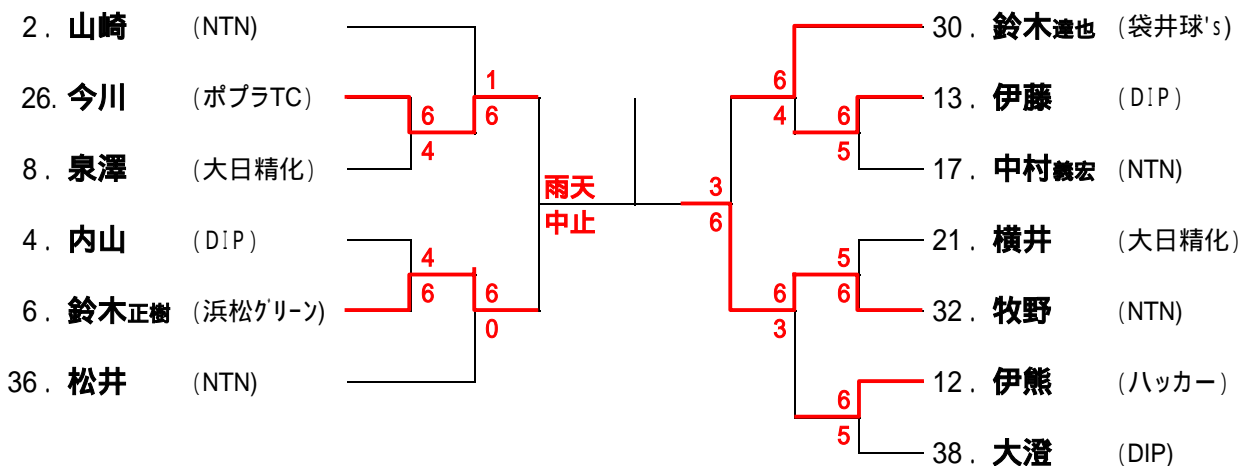 2. 山崎 (NTN)
26. 今川 (ポプラTC)
8. 泉澤 (大日精化)
4. 内山 (DIP)
6. 鈴木正樹 (浜松グリーン)
36. 松井 (NTN)
1
6
6
4
4
6
6
0
雨天
中止
3
6
6
4
6
5
5
6
6
3
6
5
30. 鈴木達也 (袋井球's)
13. 伊藤 (DIP)
17. 中村義宏 (NTN)
21. 横井 (大日精化)
32. 牧野 (NTN)
12. 伊熊 (ハッカー)
38. 大澄 (DIP)